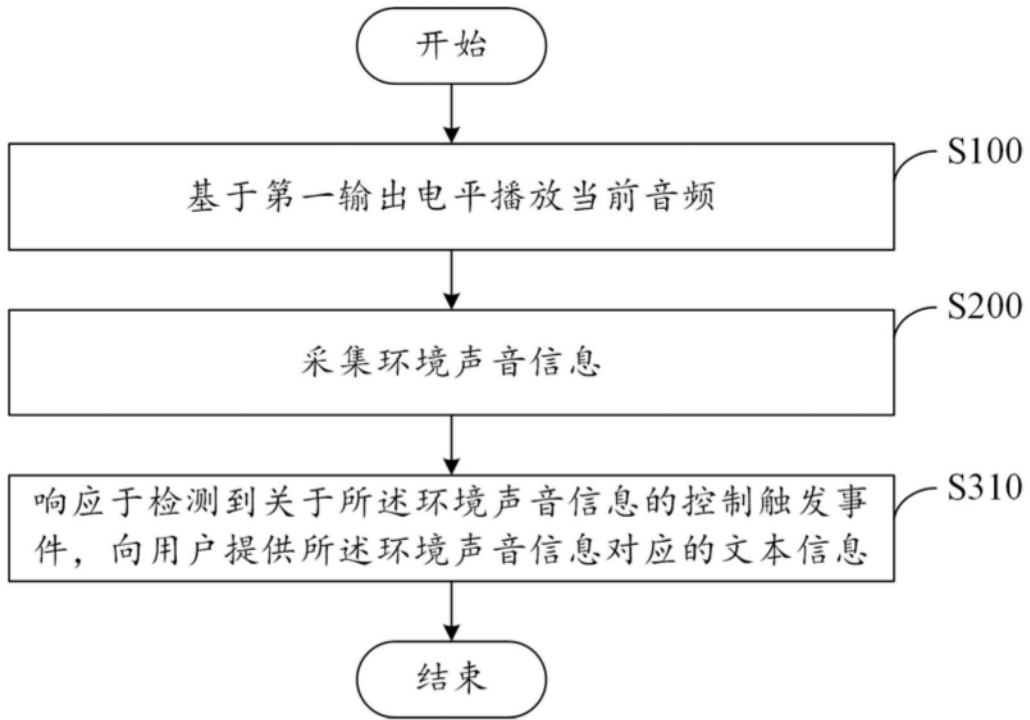 开始
S100
基于第一输出电平播放当前音频
S200
采集环境声音信息
S310
响应于检测到关于所述环境声音信息的控制触发事
件，向用户提供所述环境声音信息对应的文本信息
结束